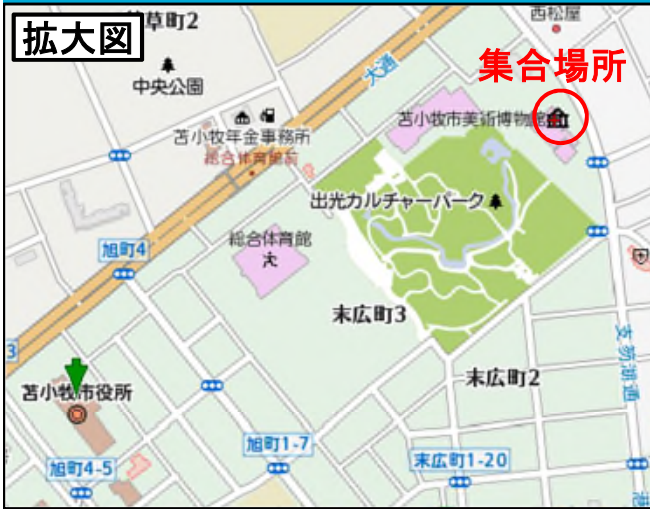 拡大図
草町2
西松屋
大通
集合場所
中央公園
苫小牧市美術博物館
苫小牧年金事務所
総合体育館前
出光カルチャーパーク
総合体育館
旭町4
末広町3
支笏湖通
3
末広町2
苫小牧市役所
旭町1-7
旭町4-5
末広町1-20
港